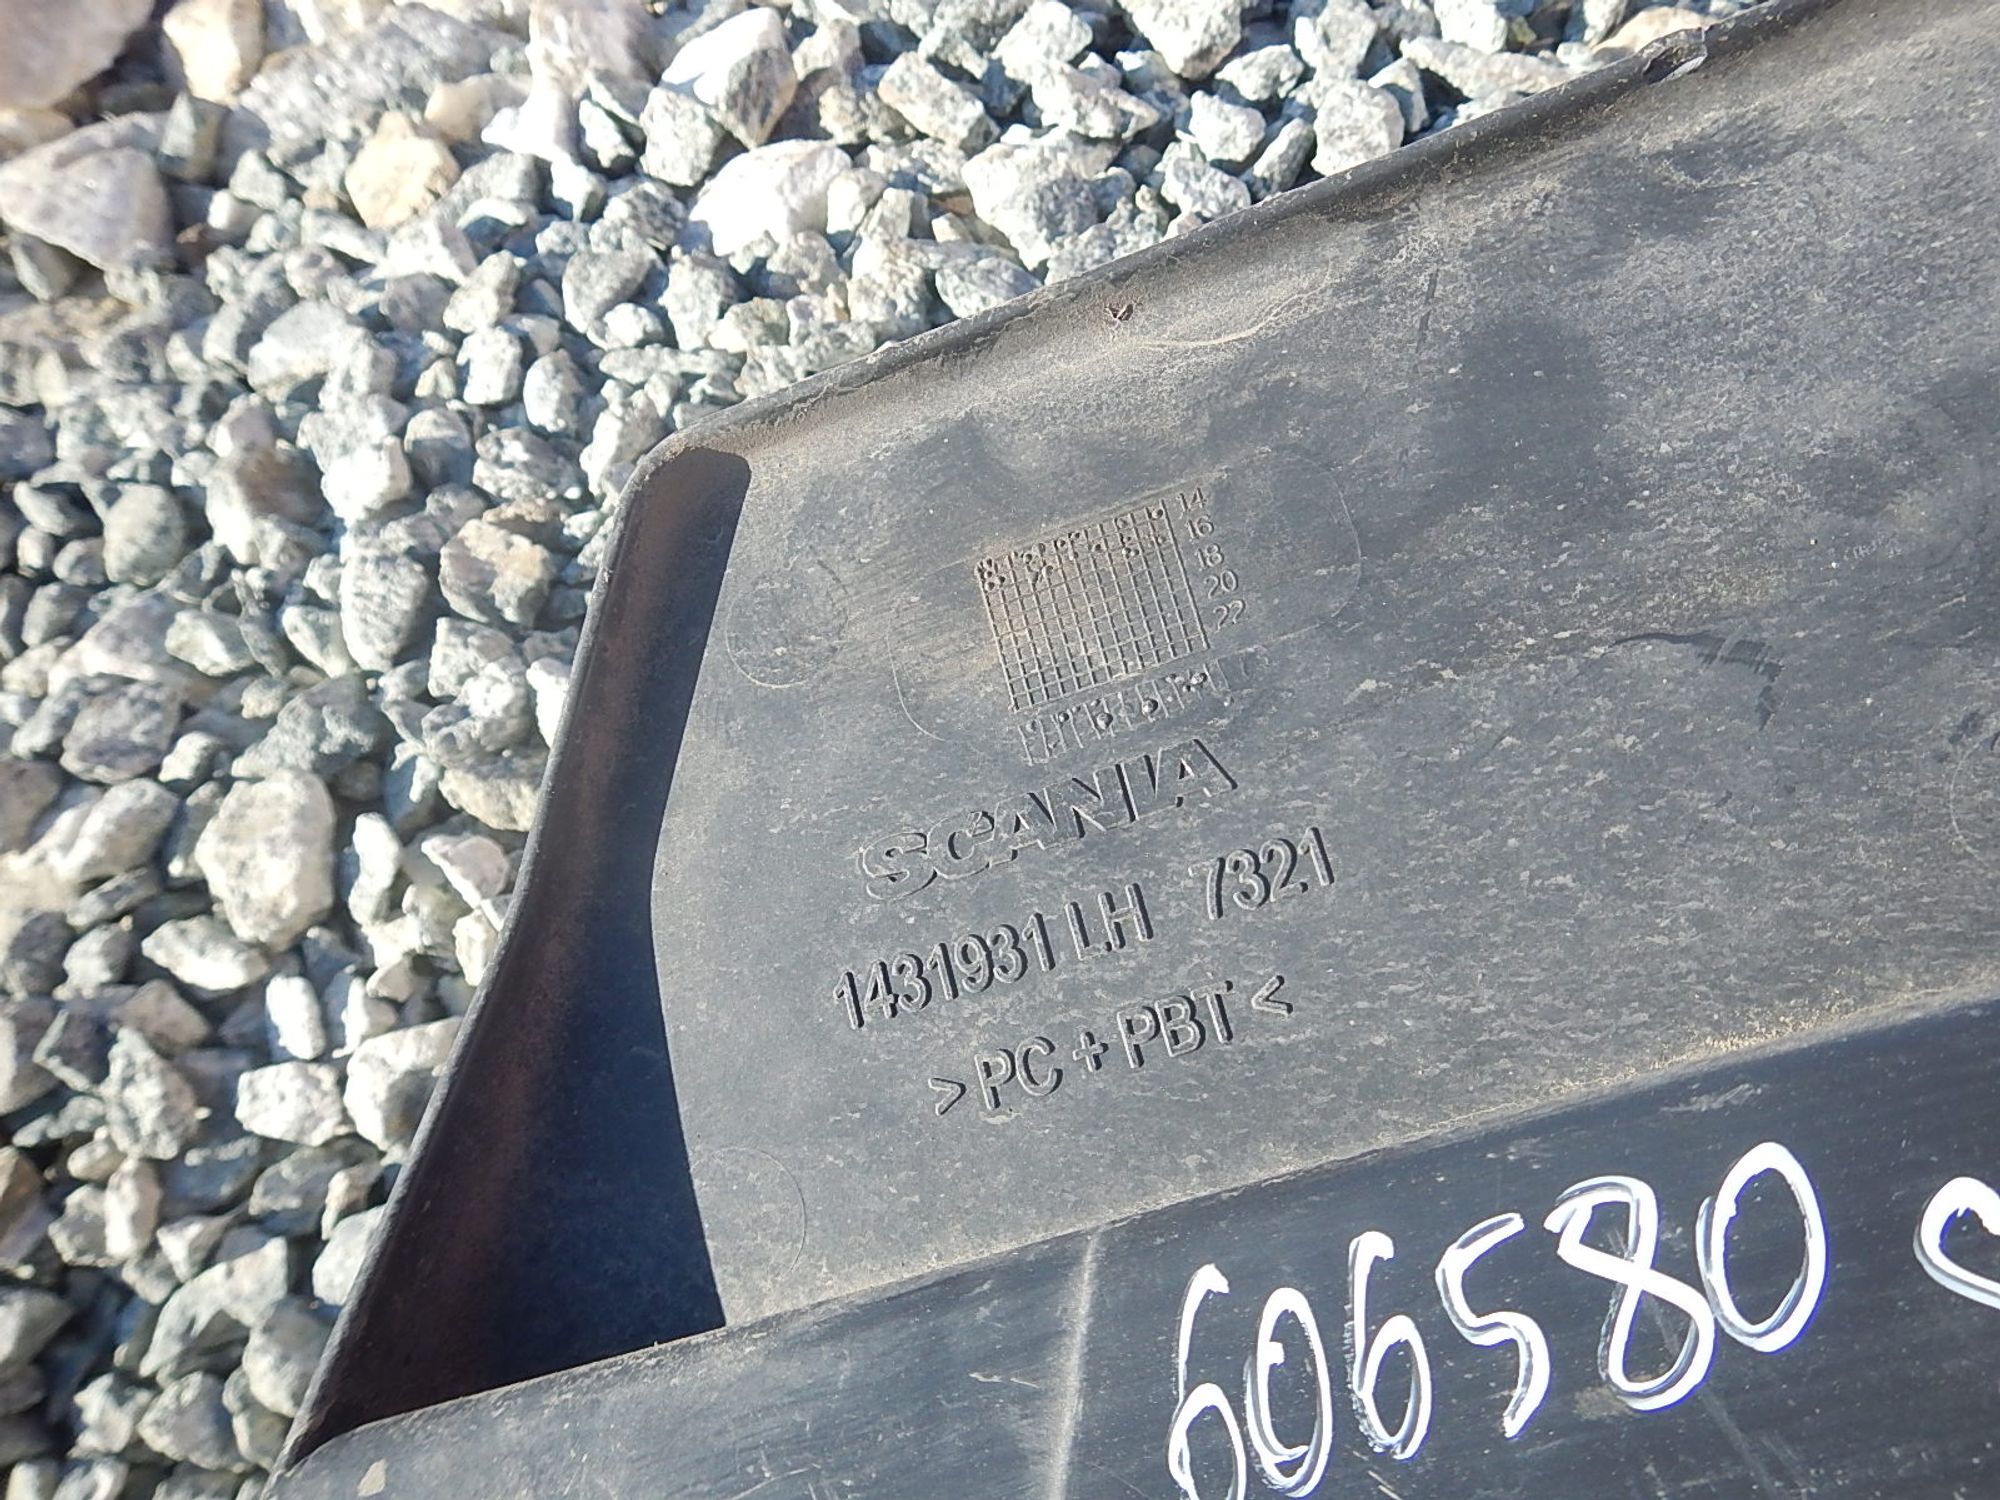 14
16
18
20
22
SCANIA
1431931 LH 7321
>PC + PBT<
606580